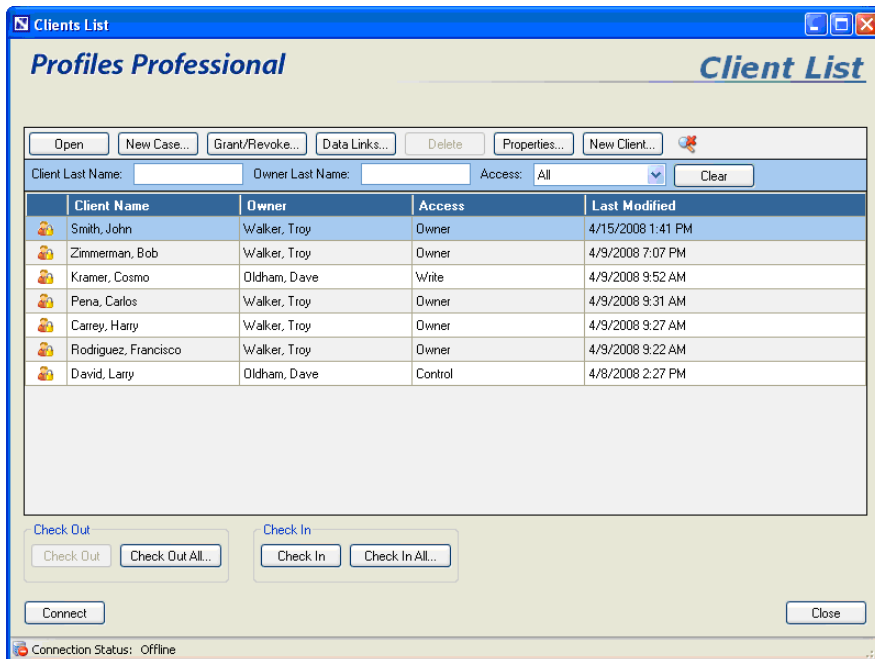 Clients List
Profiles Professional
Client List
Open New Case... Grant/Revoke... Data Links... Delete Properties... New Client...
Client Last Name: Owner Last Name: Access: All Clear
Client Name Owner Access Last Modified
Smith, John Walker, Troy Owner 4/15/2008 1:41 PM
Zimmerman, Bob Walker, Troy Owner 4/9/2008 7:07 PM
Kramer, Cosmo Oldham, Dave Write 4/9/2008 9:52 AM
Pena, Carlos Walker, Troy Owner 4/9/2008 9:31 AM
Carrey, Harry Walker, Troy Owner 4/9/2008 9:27 AM
Rodriguez, Francisco Walker, Troy Owner 4/9/2008 9:22 AM
David, Larry Oldham, Dave Control 4/8/2008 2:27 PM
Check Out Check In
Check Out Check Out All... Check In Check In All...
Connect Close
Connection Status: Offline